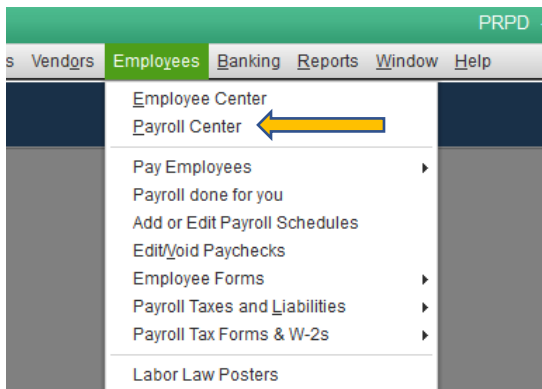 PRPD
s Vendors Employees Banking Reports Window Help
Employee Center
Payroll Center
Pay Employees
Payroll done for you
Add or Edit Payroll Schedules
Edit/Void Paychecks
Employee Forms
Payroll Taxes and Liabilities
Payroll Tax Forms & W-2s
Labor Law Posters